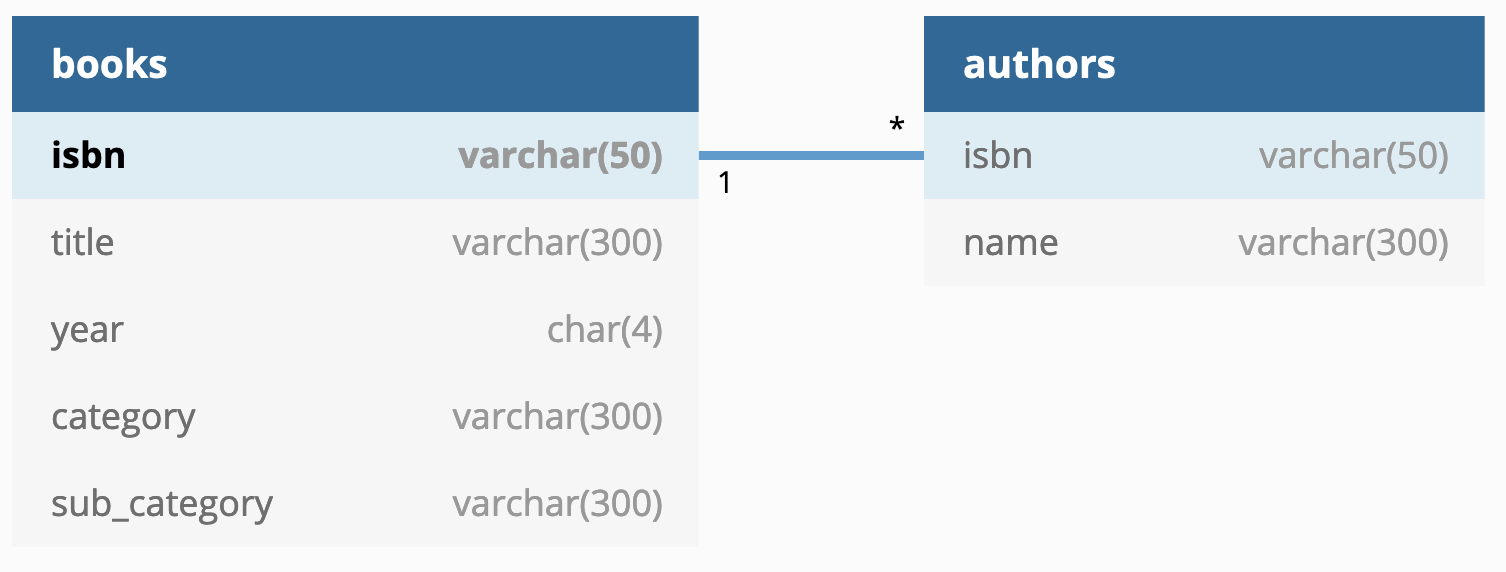 books
isbn varchar(50)
title varchar(300)
year char(4)
category varchar(300)
sub_category varchar(300)
1
*
authors
isbn varchar(50)
name varchar(300)